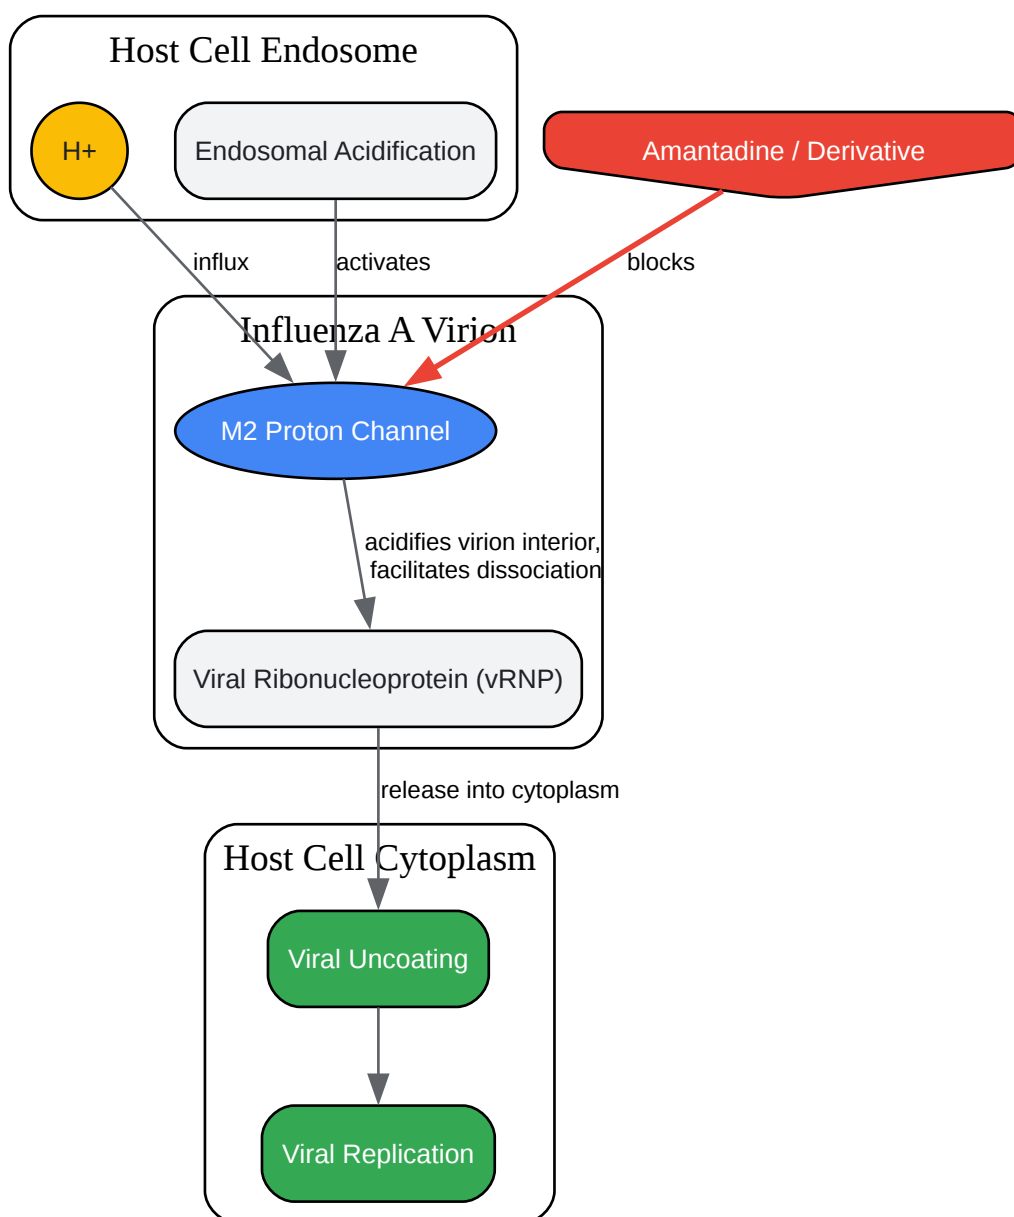 Host Cell Endosome
H+
Endosomal Acidification
Amantadine / Derivative
influx
activates
blocks
Influenza A Virion
M2 Proton Channel
acidifies virion interior,
facilitates dissociation
Viral Ribonucleoprotein (vRNP)
release into cytoplasm
Host Cell Cytoplasm
Viral Uncoating
Viral Replication